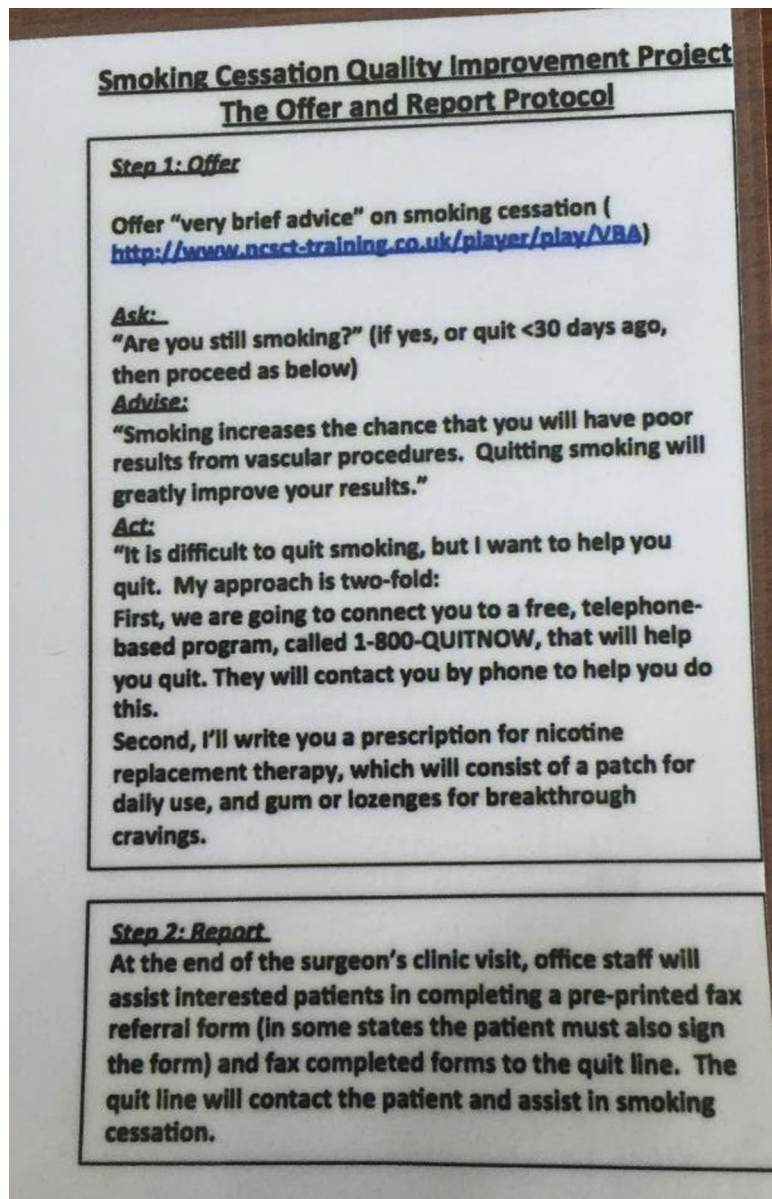 Smoking Cessation Quality Improvement Project
The Offer and Report Protocol
Step 1: Offer
Offer “very brief advice” on smoking cessation (
http://www.ncsct-training.co.uk/player/play/VBA)
Ask:
“Are you still smoking?” (if yes, or quit <30 days ago,
then proceed as below)
Advise:
“Smoking increases the chance that you will have poor
results from vascular procedures.  Quitting smoking will
greatly improve your results.”
Act:
“It is difficult to quit smoking, but I want to help you
quit.  My approach is two-fold:
First, we are going to connect you to a free, telephone-
based program, called 1-800-QUITNOW, that will help
you quit. They will contact you by phone to help you do
this.
Second, I’ll write you a prescription for nicotine
replacement therapy, which will consist of a patch for
daily use, and gum or lozenges for breakthrough
cravings.
Step 2: Report
At the end of the surgeon’s clinic visit, office staff will
assist interested patients in completing a pre-printed fax
referral form (in some states the patient must also sign
the form) and fax completed forms to the quit line.  The
quit line will contact the patient and assist in smoking
cessation.